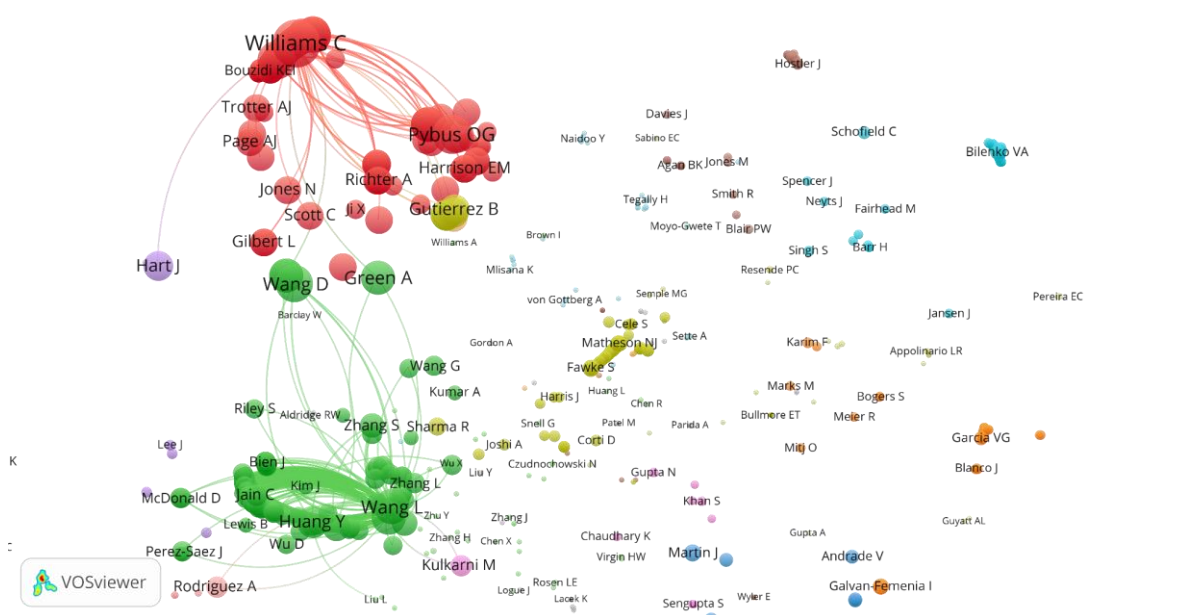 Williams C
Bouzidi KEI
Trotter AJ
Page AJ
Pybus OG
Harrison EM
Richter A
Jones N
Scott C
Ji X
Gutierrez B
Gilbert L
Williams A
Hart J
Wang D
Green A
Barclay W
Hostler J
Davies J
Naidoo Y
Sabino EC
Schofield C
Bilenko VA
Agan BK
Jones M
Spencer J
Smith R
Neyts J
Fairhead M
Tegally H
Moyo-Gwete T
Blair PW
Brown I
Singh S
Barr H
Mlisana K
Resende PC
von Gottberg A
Semple MG
Pereira EC
Jansen J
Cele S
Sette A
Gordon A
Matheson NJ
Karim F
Appolinario LR
Fawke S
Wang G
Kumar A
Huang L
Marks M
Harris J
Chen R
Bogers S
Riley S
Aldridge RW
Bullmore ET
Meier R
Zhang S
Sharma R
Snell G
Patel M
Parida A
Joshi A
Corti D
Garcia VG
Lee J
Mitj O
K
Bien J
Wu X
Liu Y
Czudnochowski N
Gupta N
Blanco J
Kim J
Zhang L
McDonald D
Jain C
Khan S
Wang L
Zhu Y
Zhang J
Lewis B
Huang Y
Guyatt AL
Zhang H
Chen X
Chaudhary K
Gupta A
Wu D
Perez-Saez J
Virgin HW
Martin J
Andrade V
Kulkarni M
VOSviewer
Rodriguez A
Rosen LE
Logue J
Galvan-Femenia I
Liu L
Lacek K
Sengupta S
Wyler E